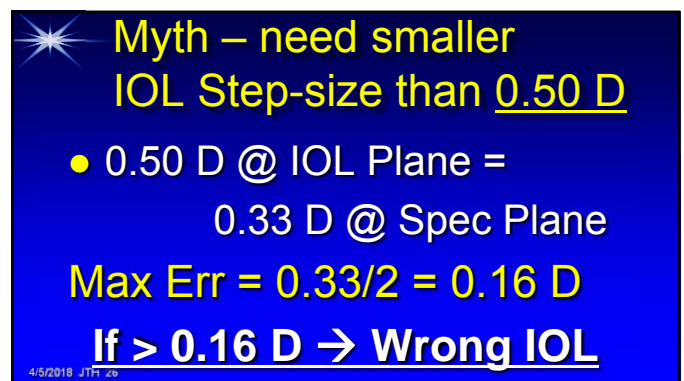 Myth – need smaller
IOL Step-size than 0.50 D
● 0.50 D @ IOL Plane =
0.33 D @ Spec Plane
Max Err = 0.33/2 = 0.16 D
If > 0.16 D → Wrong IOL
4/5/2018 JTH 26